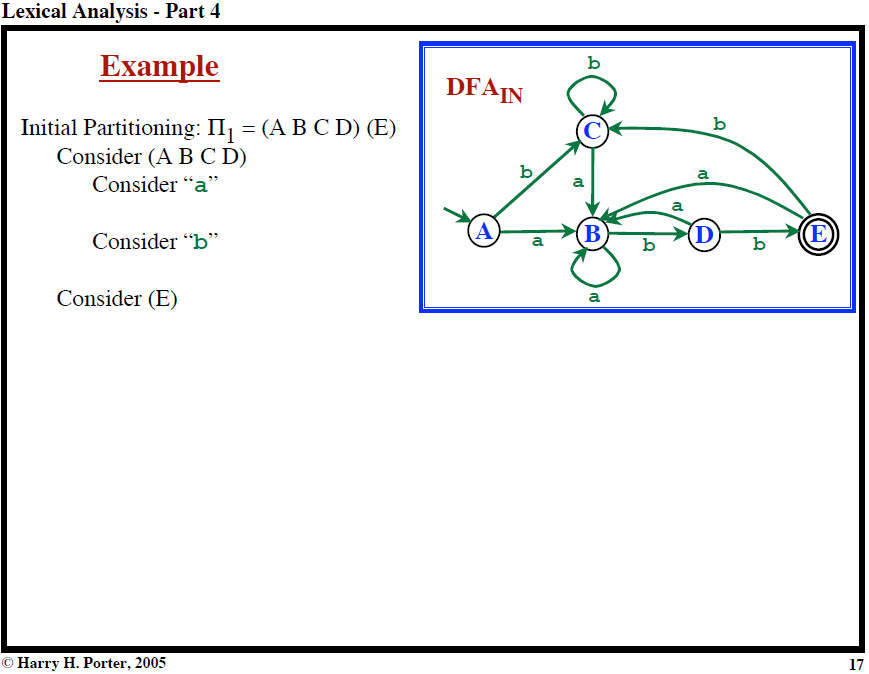 Lexical Analysis - Part 4
Example
Initial Partitioning: Π1 = (A B C D) (E)
Consider (A B C D)
Consider “a”
Consider “b”
Consider (E)
DFAIN
b
C
b
b
a
a
a
A
a
B
b
D
b
E
a
© Harry H. Porter, 2005
17